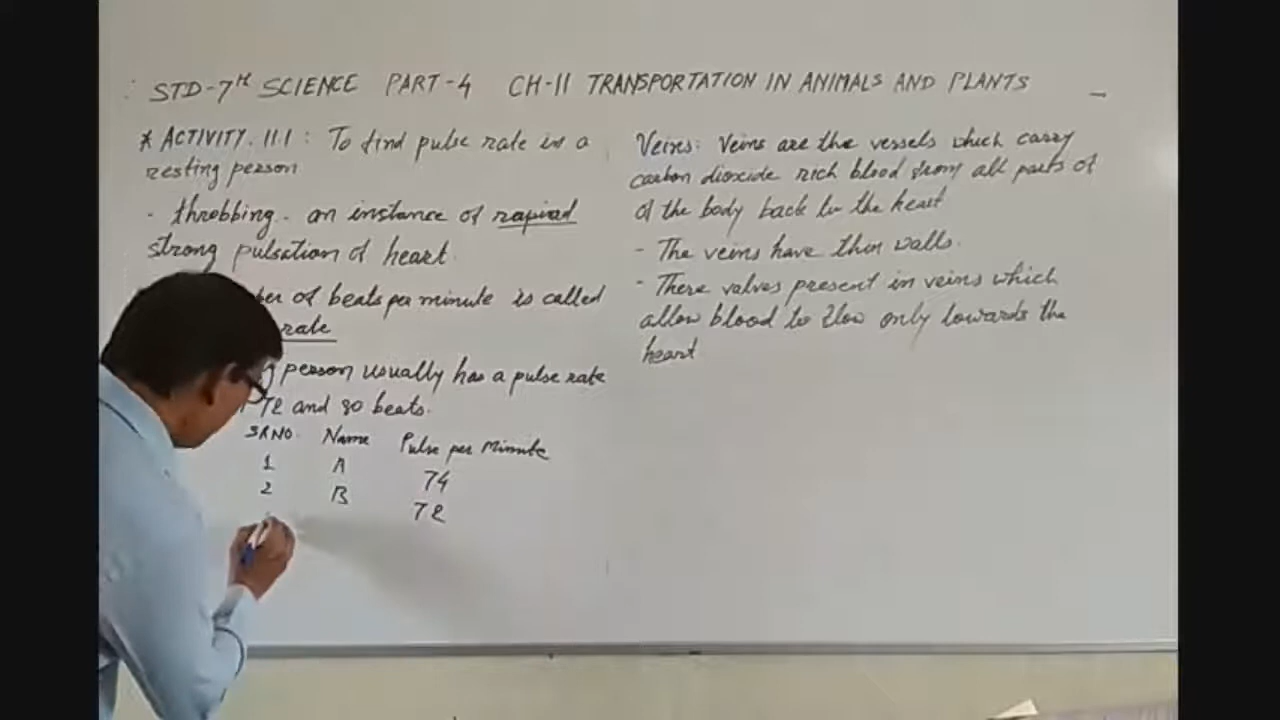 STD-7TH SCIENCE PART-4 CH-11 TRANSPORTATION IN ANIMALS AND PLANTS
* ACTIVITY. 11.1: To find pulse rate in a
resting person
- throbbing - an instance of rapid
strong pulsation of heart.
of beats per minute is called
rate
person usually has a pulse rate
72 and 80 beats.
SR NO. Name Pulse per Minute
1 A 74
2 B 72
Veins: Veins are the vessels which carry
carbon dioxide rich blood from all parts of
of the body back to the heart
- The veins have thin walls.
- There valves present in veins which
allow blood to flow only towards the
heart